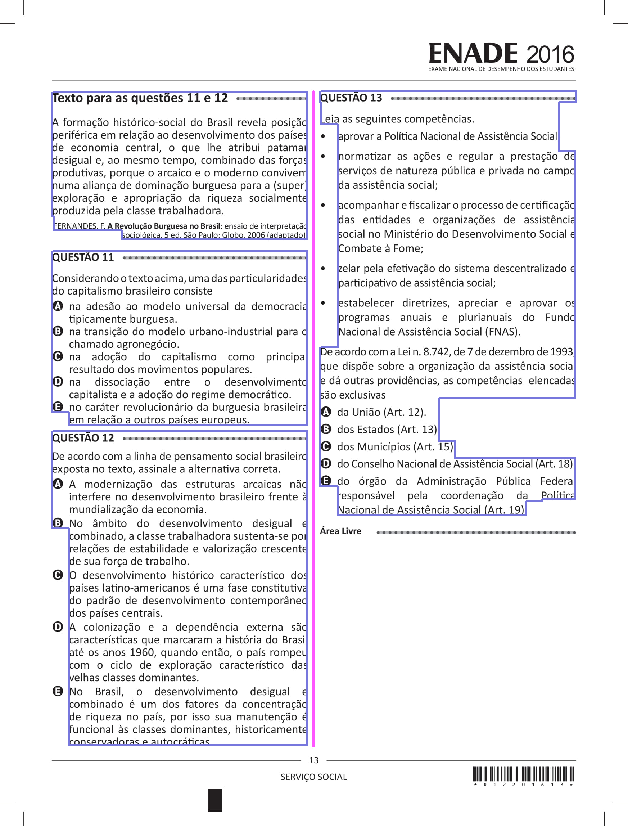 ENADE 2016
EXAME NACIONAL DE DESEMPENHO DOS ESTUDANTES
Texto para as questões 11 e 12
A formação histórico-social do Brasil revela posição
periférica em relação ao desenvolvimento dos países
de economia central, o que lhe atribui patamar
desigual e, ao mesmo tempo, combinado das forças
produtivas, porque o arcaico e o moderno convivem
numa aliança de dominação burguesa para a (super)
exploração e apropriação da riqueza socialmente
produzida pela classe trabalhadora.
FERNANDES, F. A Revolução Burguesa no Brasil: ensaio de interpretação
sociológica. 5 ed. São Paulo: Globo, 2006 (adaptado).
QUESTÃO 11
Considerando o texto acima, uma das particularidades
do capitalismo brasileiro consiste
A na adesão ao modelo universal da democracia
tipicamente burguesa.
B na transição do modelo urbano-industrial para o
chamado agronegócio.
C na adoção do capitalismo como principal
resultado dos movimentos populares.
D na dissociação entre o desenvolvimento
capitalista e a adoção do regime democrático.
E no caráter revolucionário da burguesia brasileira
em relação a outros países europeus.
QUESTÃO 12
De acordo com a linha de pensamento social brasileiro
exposta no texto, assinale a alternativa correta.
A A modernização das estruturas arcaicas não
interfere no desenvolvimento brasileiro frente à
mundialização da economia.
B No âmbito do desenvolvimento desigual e
combinado, a classe trabalhadora sustenta-se por
relações de estabilidade e valorização crescente
de sua força de trabalho.
C O desenvolvimento histórico característico dos
países latino-americanos é uma fase constitutiva
do padrão de desenvolvimento contemporâneo
dos países centrais.
D A colonização e a dependência externa são
características que marcaram a história do Brasil
até os anos 1960, quando então, o país rompeu
com o ciclo de exploração característico das
velhas classes dominantes.
E No Brasil, o desenvolvimento desigual e
combinado é um dos fatores da concentração
de riqueza no país, por isso sua manutenção é
funcional às classes dominantes, historicamente
conservadoras e autocráticas.
QUESTÃO 13
Leia as seguintes competências.
• aprovar a Política Nacional de Assistência Social;
• normatizar as ações e regular a prestação de
serviços de natureza pública e privada no campo
da assistência social;
• acompanhar e fiscalizar o processo de certificação
das entidades e organizações de assistência
social no Ministério do Desenvolvimento Social e
Combate à Fome;
• zelar pela efetivação do sistema descentralizado e
participativo de assistência social;
• estabelecer diretrizes, apreciar e aprovar os
programas anuais e plurianuais do Fundo
Nacional de Assistência Social (FNAS).
De acordo com a Lei n. 8.742, de 7 de dezembro de 1993,
que dispõe sobre a organização da assistência social
e dá outras providências, as competências elencadas
são exclusivas
A da União (Art. 12).
B dos Estados (Art. 13).
C dos Municípios (Art. 15).
D do Conselho Nacional de Assistência Social (Art. 18).
E do órgão da Administração Pública Federal
responsável pela coordenação da Política
Nacional de Assistência Social (Art. 19).
Área Livre
13
SERVIÇO SOCIAL